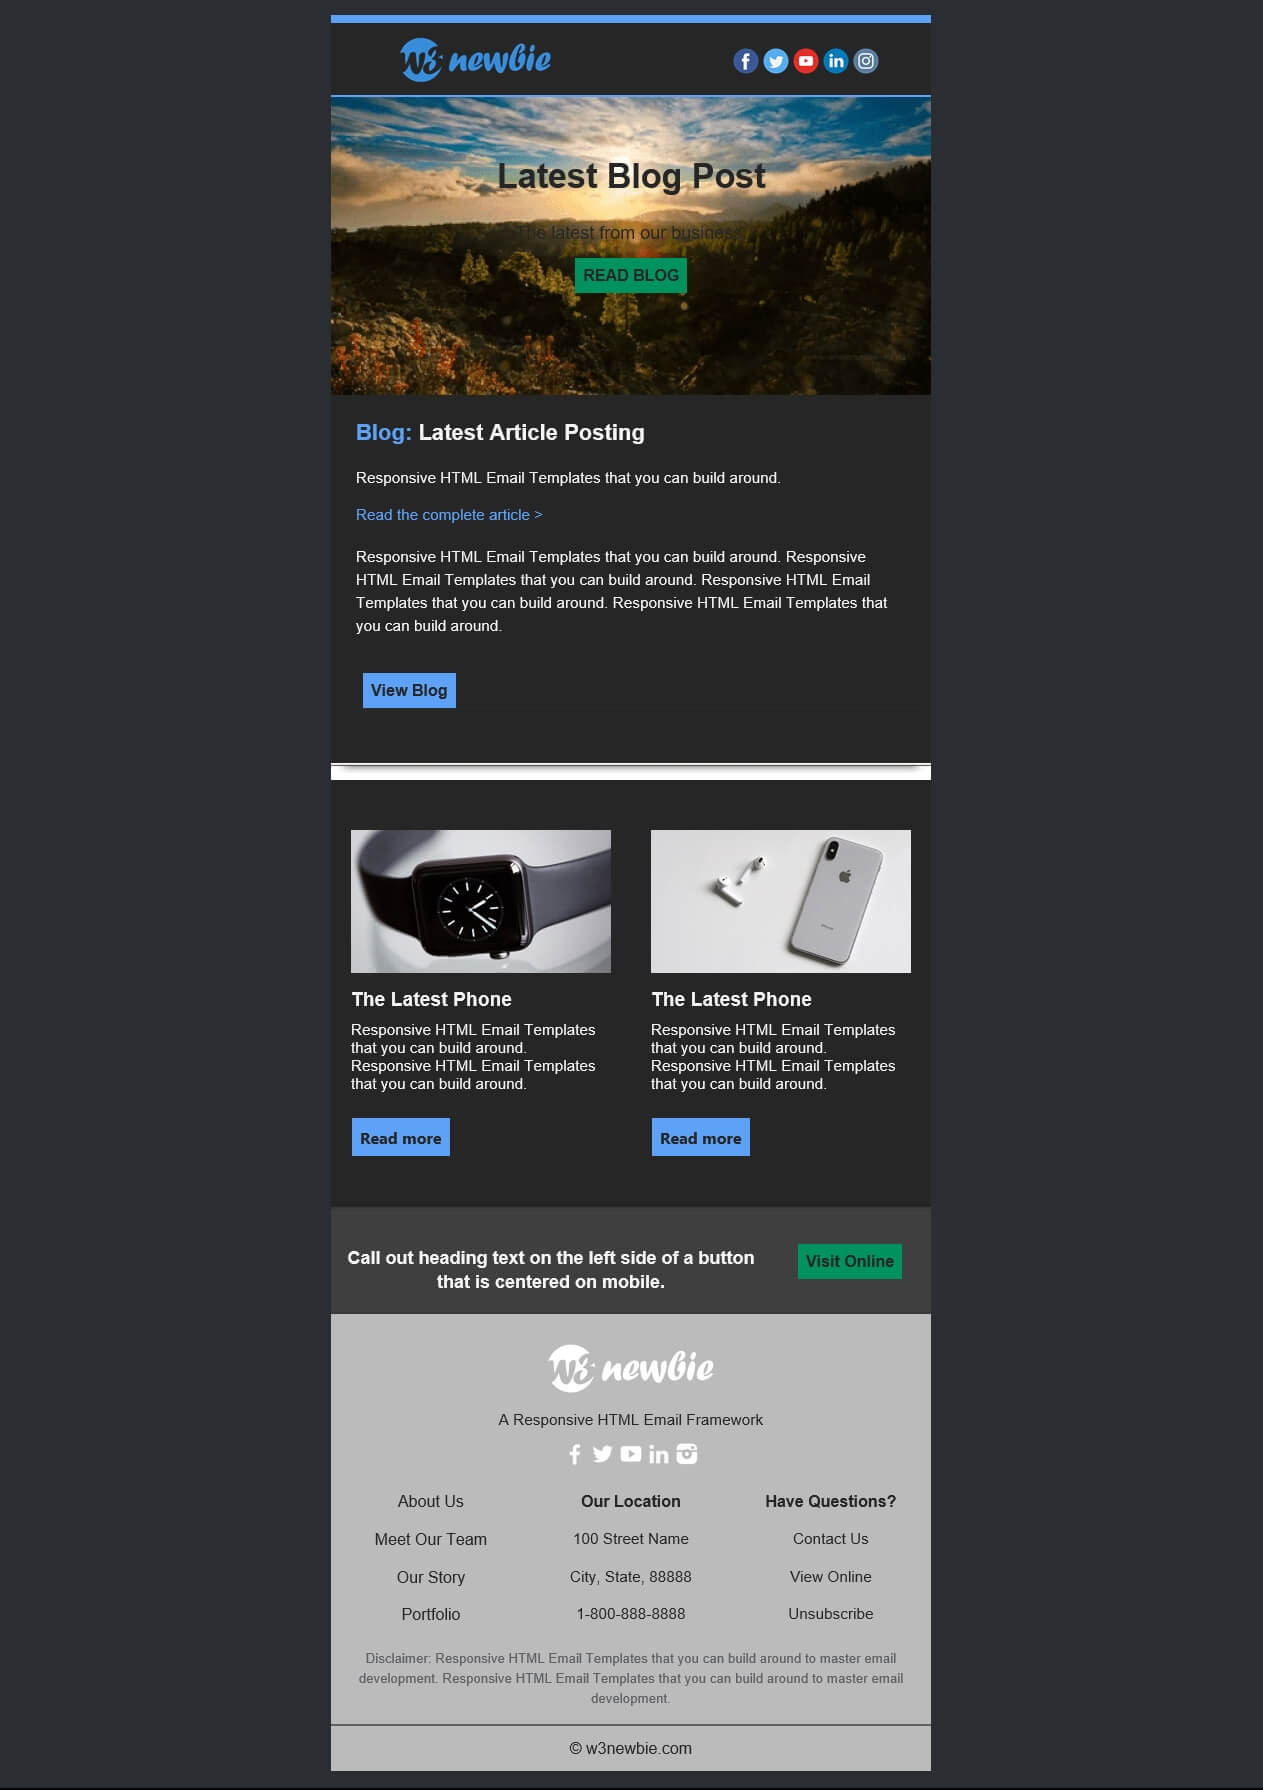 w3 newbie
Latest Blog Post
The latest from our business
READ BLOG
Blog: Latest Article Posting
Responsive HTML Email Templates that you can build around.
Read the complete article >
Responsive HTML Email Templates that you can build around. Responsive
HTML Email Templates that you can build around. Responsive HTML Email
Templates that you can build around. Responsive HTML Email Templates that
you can build around.
View Blog
The Latest Phone
Responsive HTML Email Templates
that you can build around.
Responsive HTML Email Templates
that you can build around.
Read more
The Latest Phone
Responsive HTML Email Templates
that you can build around.
Responsive HTML Email Templates
that you can build around.
Read more
Call out heading text on the left side of a button
that is centered on mobile.
Visit Online
w3 newbie
A Responsive HTML Email Framework
About Us
Meet Our Team
Our Story
Portfolio
Our Location
100 Street Name
City, State, 88888
1-800-888-8888
Have Questions?
Contact Us
View Online
Unsubscribe
Disclaimer: Responsive HTML Email Templates that you can build around to master email
development. Responsive HTML Email Templates that you can build around to master email
development.
© w3newbie.com